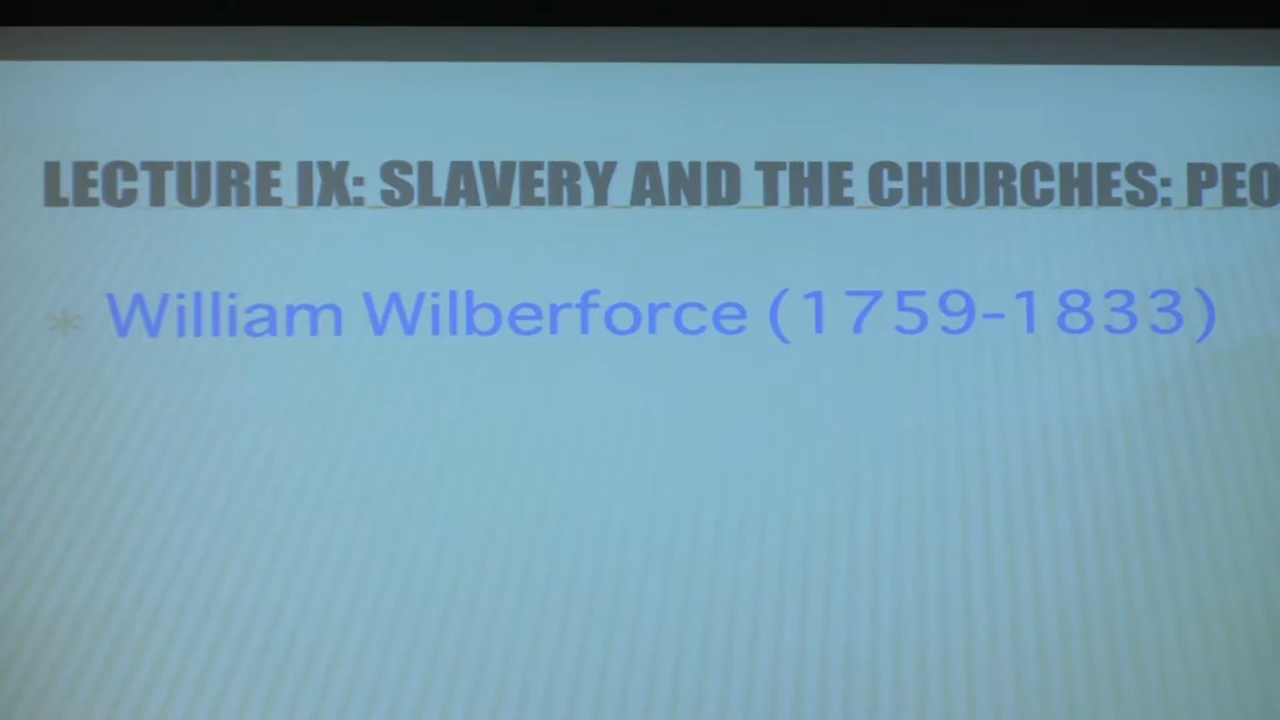 LECTURE IX: SLAVERY AND THE CHURCHES:
* William Wilberforce (1759-1833)